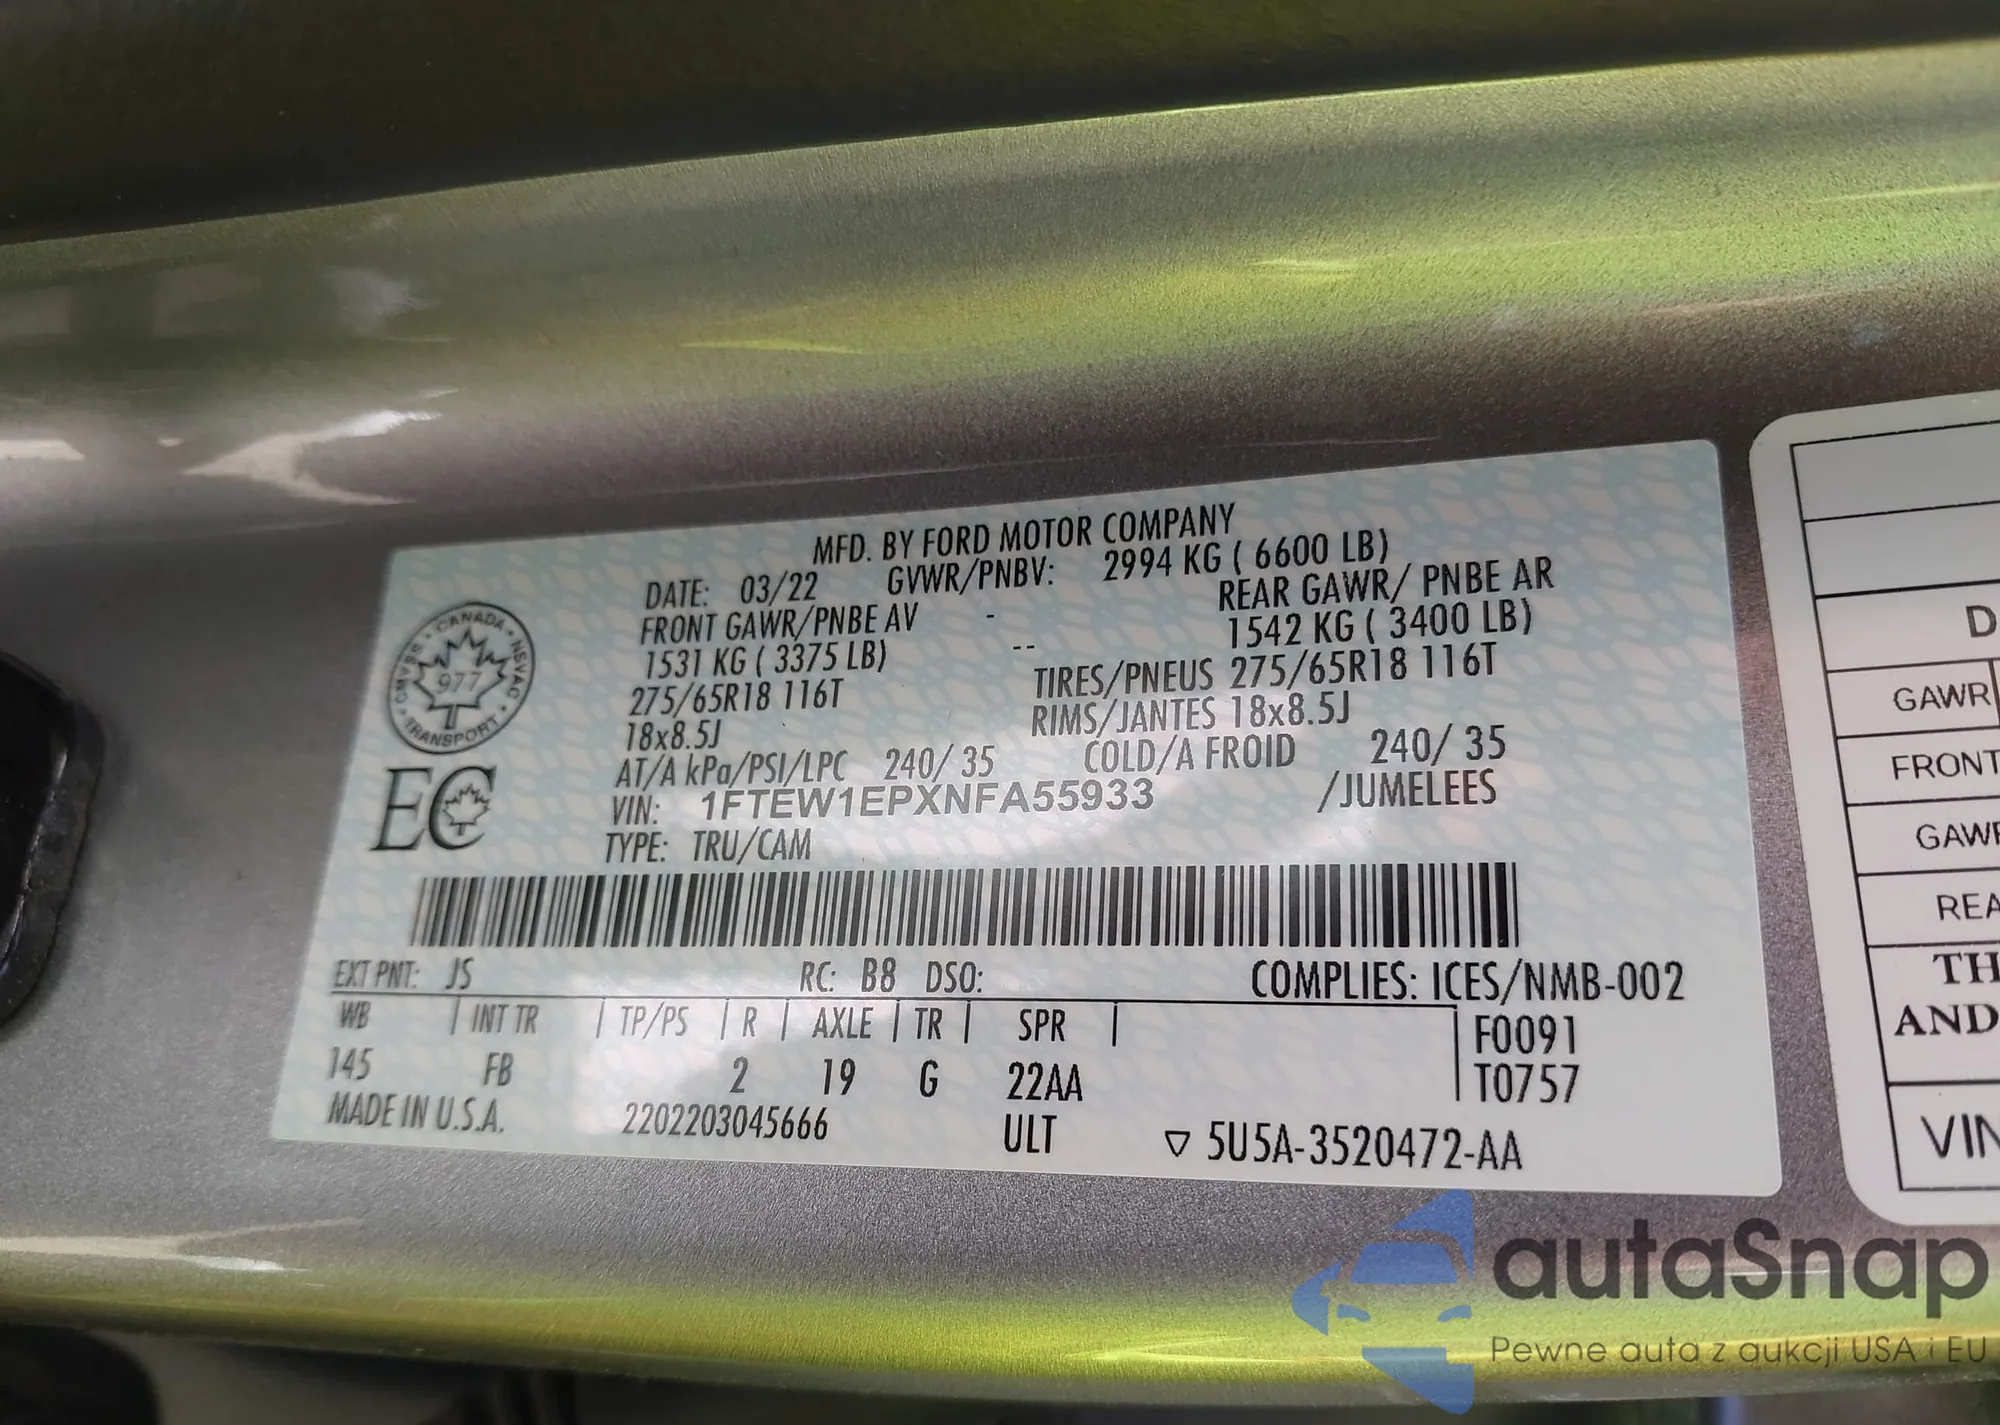 MFD. BY FORD MOTOR COMPANY
DATE: 03/22 GVWR/PNBV: 2994 KG ( 6600 LB)
FRONT GAWR/PNBE AV - REAR GAWR/ PNBE AR
1531 KG ( 3375 LB) -- 1542 KG ( 3400 LB)
275/65R18 116T TIRES/PNEUS 275/65R18 116T
18x8.5J RIMS/JANTES 18x8.5J
AT/A kPa/PSI/LPC 240/ 35 COLD/A FROID 240/ 35
VIN: 1FTEW1EPXNFA55933 /JUMELEES
TYPE: TRU/CAM
CANADA · NSVAC · TRANSPORT · CMVSS ·
977
EC
EXT PNT: JS RC: B8 DSO: COMPLIES: ICES/NMB-002
WB | INT TR | TP/PS | R | AXLE | TR | SPR | F0091
145 FB 2 19 G 22AA T0757
MADE IN U.S.A. 2202203045666 ULT ▽ 5U5A-3520472-AA
D
GAWR
FRONT
GAWR
REA
TH
AND
VIN
autaSnap
Pewne auta z aukcji USA i EU